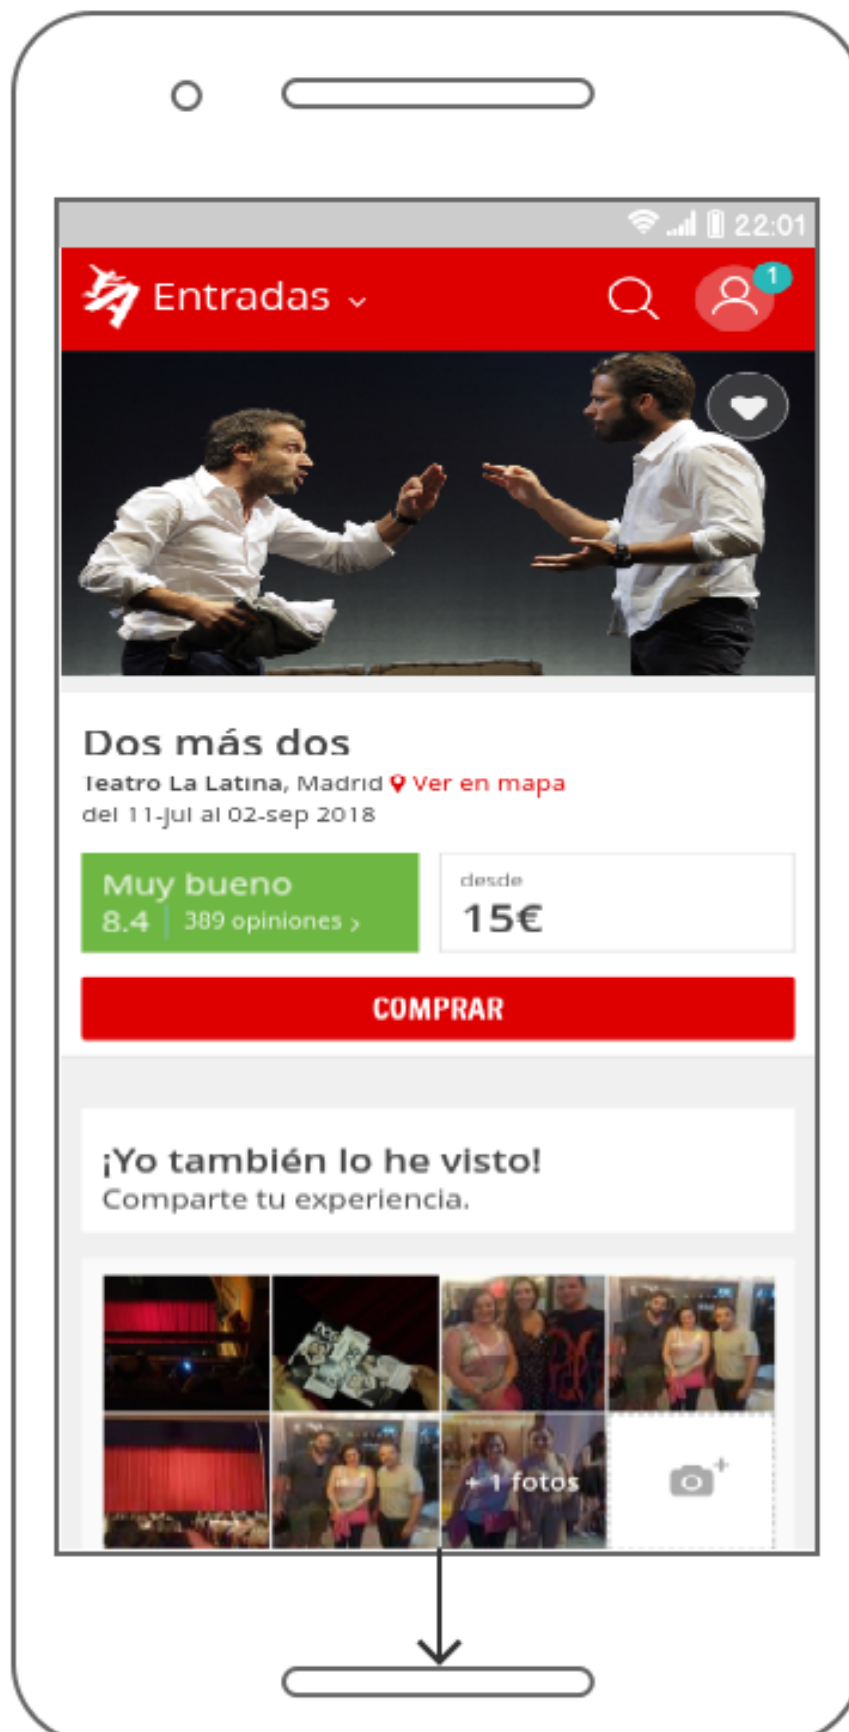 22:01
Entradas
1
Dos más dos
Teatro La Latina, Madrid Ver en mapa
del 11-jul al 02-sep 2018
Muy bueno
8.4 | 389 opiniones >
desde
15€
COMPRAR
¡Yo también lo he visto!
Comparte tu experiencia.
+ 1 fotos